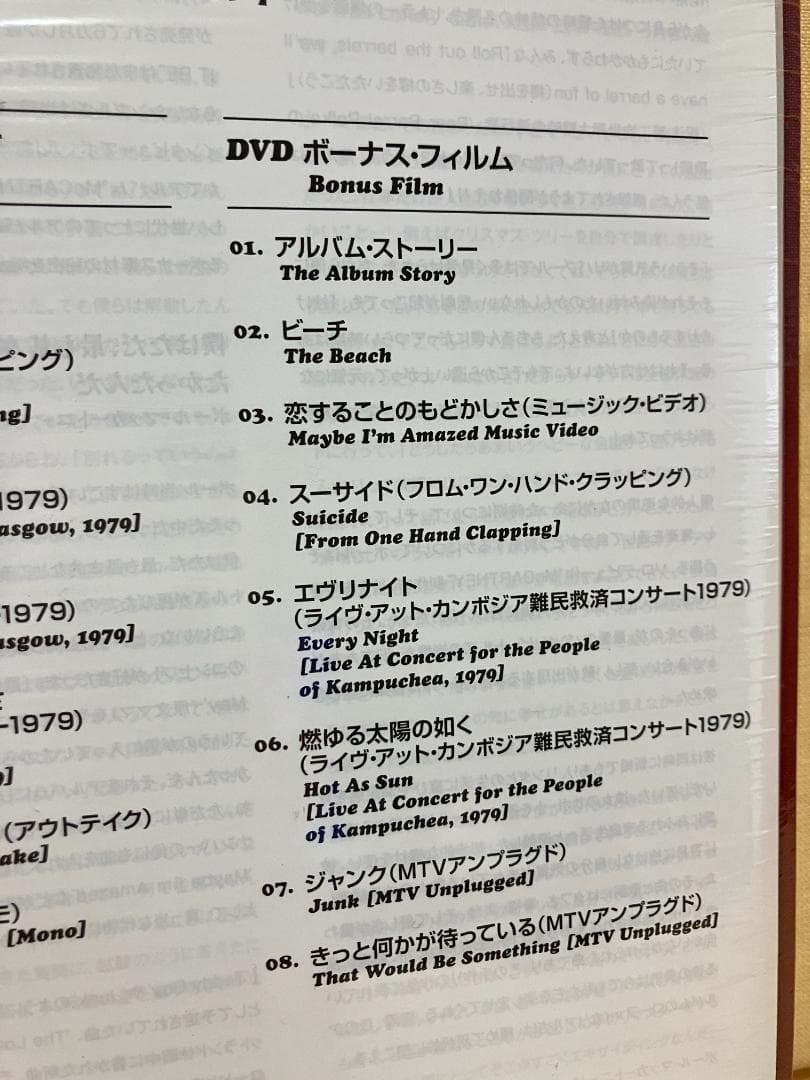 DVD ボーナス・フィルム
Bonus Film
01. アルバム・ストーリー
The Album Story
02. ビーチ
The Beach
03. 恋することのもどかしさ（ミュージック・ビデオ）
Maybe I'm Amazed Music Video
04. スーサイド（フロム・ワン・ハンド・クラッピング）
Suicide
[From One Hand Clapping]
05. エヴリナイト
（ライヴ・アット・カンボジア難民救済コンサート1979）
Every Night
[Live At Concert for the People
of Kampuchea, 1979]
06. 燃ゆる太陽の如く
（ライヴ・アット・カンボジア難民救済コンサート1979）
Hot As Sun
[Live At Concert for the People
of Kampuchea, 1979]
07. ジャンク（MTVアンプラグド）
Junk [MTV Unplugged]
08. きっと何かが待っている（MTVアンプラグド）
That Would Be Something [MTV Unplugged]
ピング）
ng]
1979）
asgow, 1979]
-1979）
asgow, 1979]
-1979）
]
（アウトテイク）
ake]
）
[Mono]